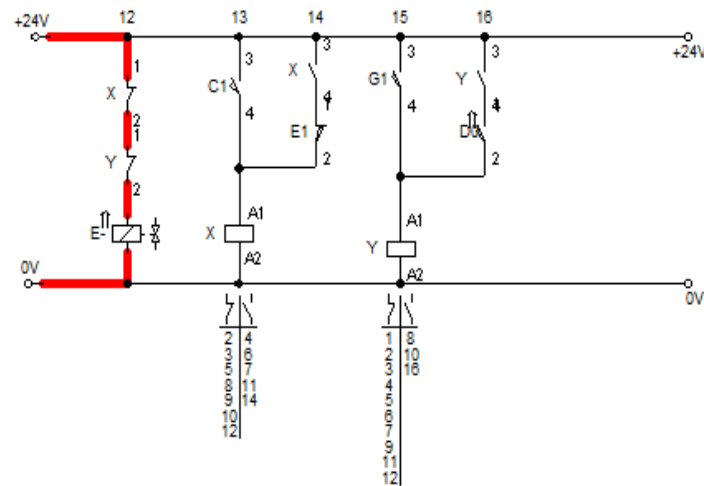 12 13 14 15 16
+24V +24V
1 3 3 3 3
X C1 X G1 Y
2 4 4 4 4
1 E1 D0
Y 2 2
2
A1 A1
E- X Y
A2 A2
0V 0V
2 4 1 8
3 6 2 10
5 7 3 16
8 11 4
9 14 5
10 6
12 7
9
11
12